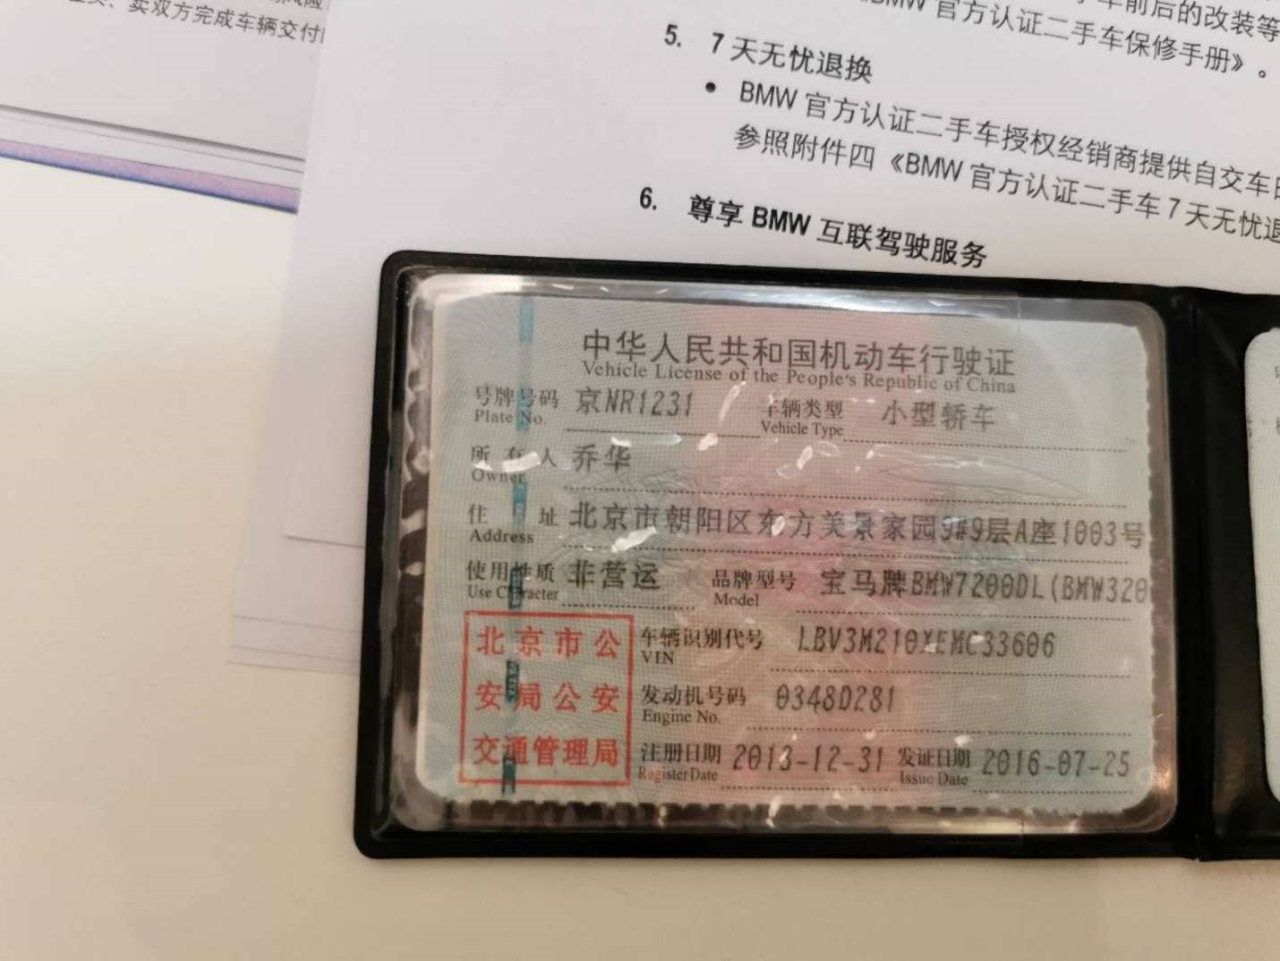 卖双方完成车辆交付
车前后的改装等
BMW 官方认证二手车保修手册》。
5. 7 天无忧退换
• BMW 官方认证二手车授权经销商提供自交车日
参照附件四《BMW 官方认证二手车 7 天无忧退
6. 尊享 BMW 互联驾驶服务
中华人民共和国机动车行驶证
Vehicle License of the People's Republic of China
号牌号码 京NR1231 车辆类型 小型轿车
Plate No. Vehicle Type
所有人 乔华
Owner
住址 北京市朝阳区东方美景家园9#9层A座1003号
Address
使用性质 非营运 品牌型号 宝马牌BMW7200DL(BMW320
Use Character Model
北京市公 车辆识别代号 LBV3M210XEMC33606
VIN
安局公安 发动机号码 0348D281
Engine No.
交通管理局 注册日期 2013-12-31 发证日期 2016-07-25
Register Date Issue Date